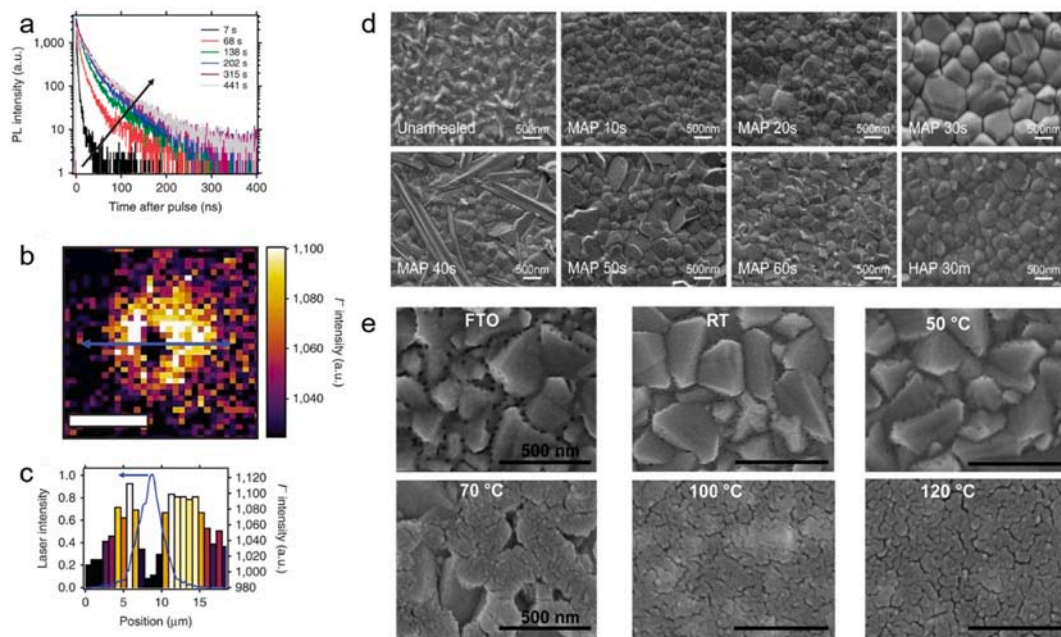 a
PL intensity (a.u.)
1,000
100
10
1
0 100 200 300 400
Time after pulse (ns)
7 s
68 s
138 s
202 s
315 s
441 s
b
1,100
1,080
1,060
1,040
I⁻ intensity (a.u.)
c
Laser intensity
1.0
0.8
0.6
0.4
0.2
0.0
1,120
1,100
1,080
1,060
1,040
1,020
1,000
980
I⁻ intensity (a.u.)
0 5 10 15
Position (µm)
d
Unannealed 500nm
MAP 10s 500nm
MAP 20s 500nm
MAP 30s 500nm
MAP 40s 500nm
MAP 50s 500nm
MAP 60s 500nm
HAP 30m 500nm
e
FTO
500 nm
RT
50 °C
70 °C
500 nm
100 °C
120 °C